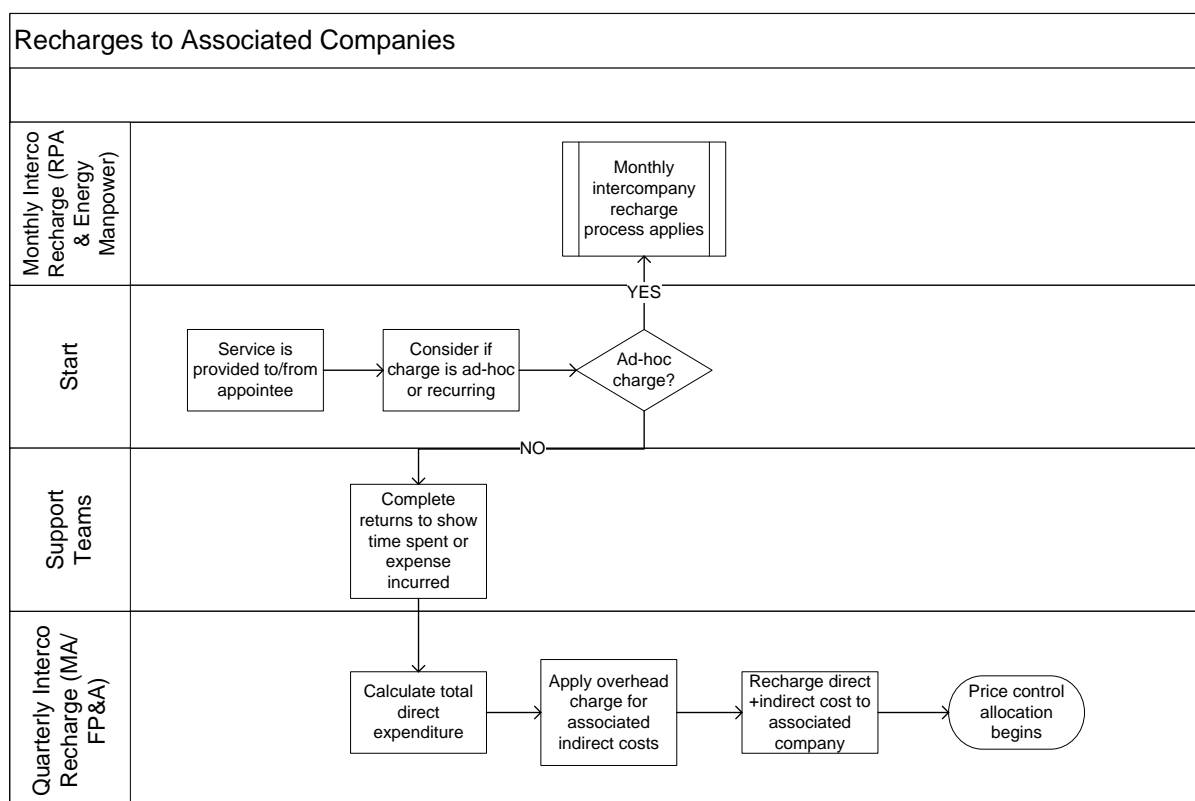 Recharges to Associated Companies
Monthly Interco
Recharge (RPA
& Energy
Manpower)
Monthly
intercompany
recharge
process applies
YES
Start
Service is
provided to/from
appointee
Consider if
charge is ad-hoc
or recurring
Ad-hoc
charge?
NO
Support
Teams
Complete
returns to show
time spent or
expense
incurred
Quarterly Interco
Recharge (MA/
FP&A)
Calculate total
direct
expenditure
Apply overhead
charge for
associated
indirect costs
Recharge direct
+indirect cost to
associated
company
Price control
allocation
begins